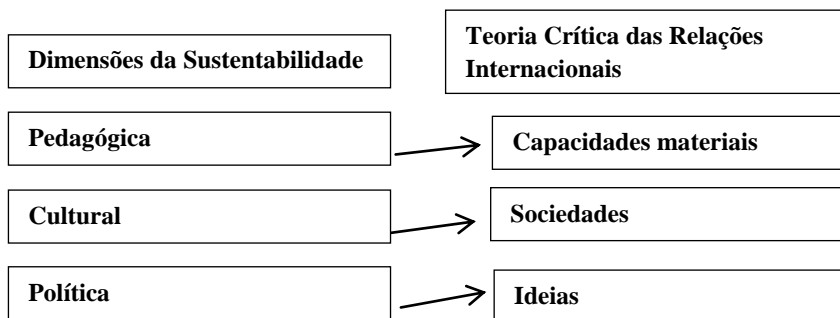 Dimensões da Sustentabilidade
Teoria Crítica das Relações
Internacionais
Pedagógica
Capacidades materiais
Cultural
Sociedades
Política
Ideias